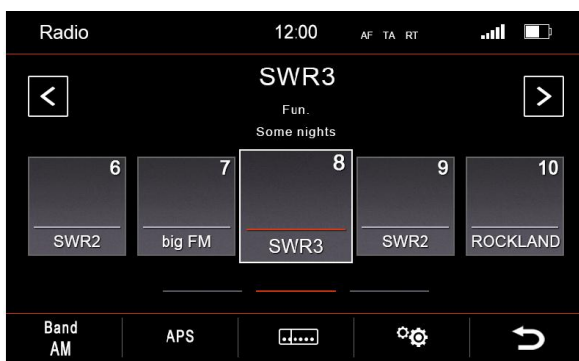 Radio 12:00 AF TA RT
SWR3
Fun.
Some nights
6 7 8 9 10
SWR2 big FM SWR3 SWR2 ROCKLAND
Band APS
AM